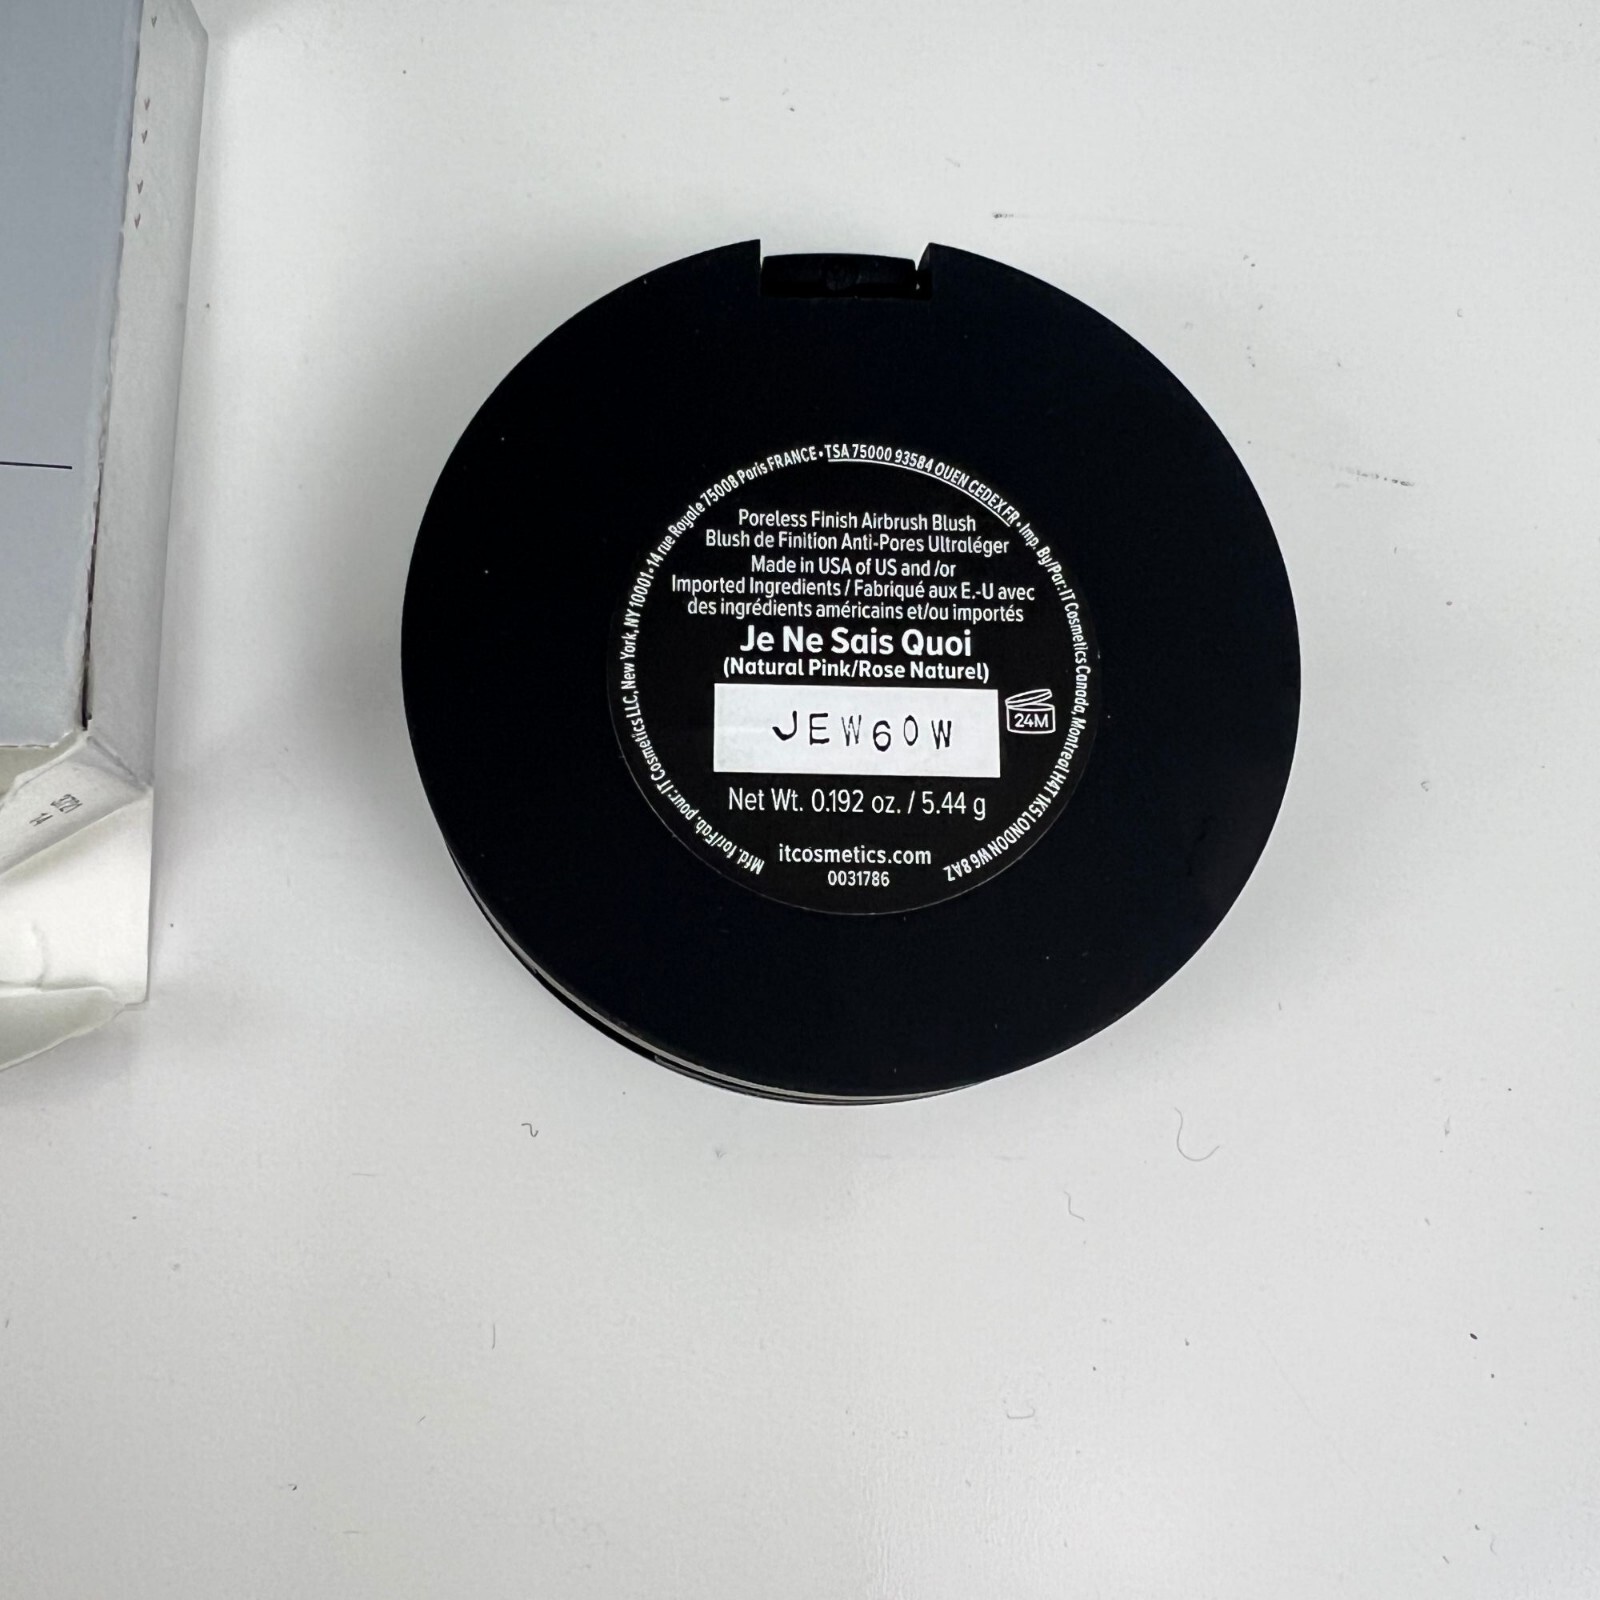 Poreless Finish Airbrush Blush
Blush de Finition Anti-Pores Ultraléger
Made in USA of US and /or
Imported Ingredients / Fabriqué aux E.-U avec
des ingrédients américains et/ou importés
Je Ne Sais Quoi
(Natural Pink/Rose Naturel)
JEW60W
24M
Net Wt. 0.192 oz. / 5.44 g
itcosmetics.com
0031786
Mfd. for/Fab. pour: IT Cosmetics LLC, New York, NY 10001 • 14 rue Royale 75008 Paris FRANCE • TSA 75000 93584 OUEN CEDEX FR • Imp. By/Par: IT Cosmetics Canada, Montreal H4T 1K5 LONDON W6 8AZ
3721
14